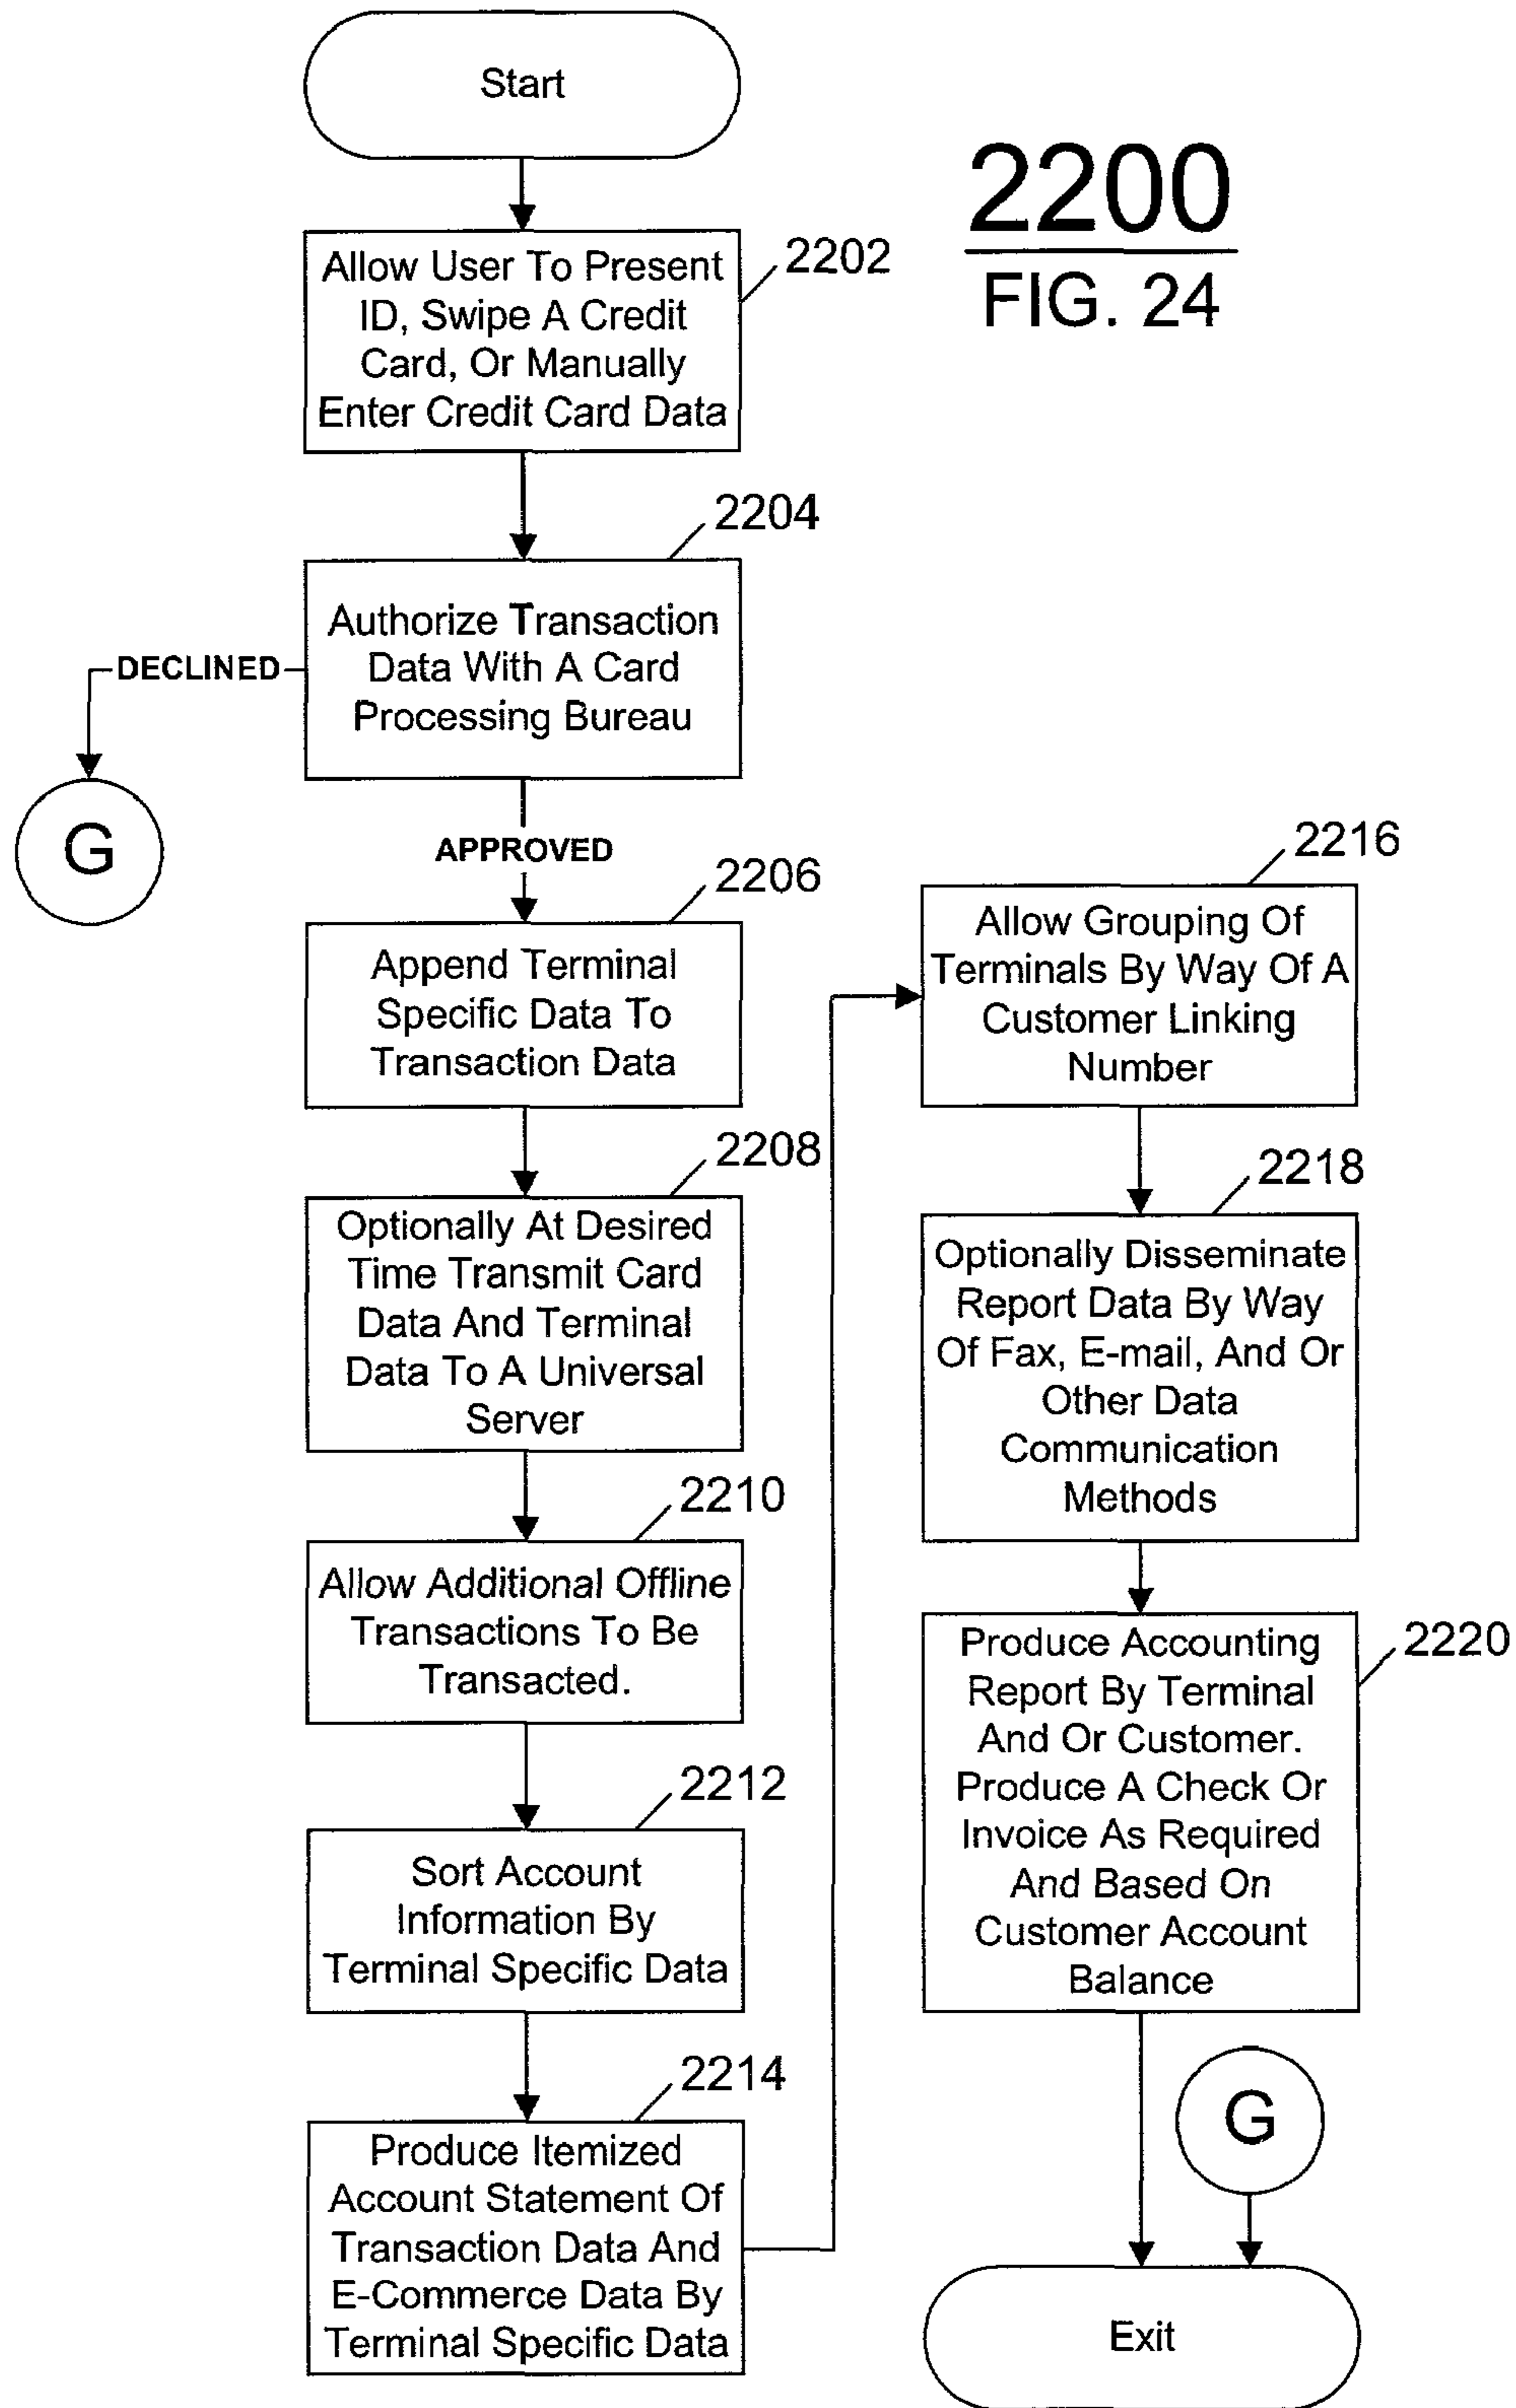 Start
2200
FIG. 24
2202
Allow User To Present
ID, Swipe A Credit
Card, Or Manually
Enter Credit Card Data
2204
Authorize Transaction
Data With A Card
Processing Bureau
DECLINED
G
APPROVED
2206
Append Terminal
Specific Data To
Transaction Data
2208
Optionally At Desired
Time Transmit Card
Data And Terminal
Data To A Universal
Server
2210
Allow Additional Offline
Transactions To Be
Transacted.
2212
Sort Account
Information By
Terminal Specific Data
2214
Produce Itemized
Account Statement Of
Transaction Data And
E-Commerce Data By
Terminal Specific Data
2216
Allow Grouping Of
Terminals By Way Of A
Customer Linking
Number
2218
Optionally Disseminate
Report Data By Way
Of Fax, E-mail, And Or
Other Data
Communication
Methods
2220
Produce Accounting
Report By Terminal
And Or Customer.
Produce A Check Or
Invoice As Required
And Based On
Customer Account
Balance
G
Exit